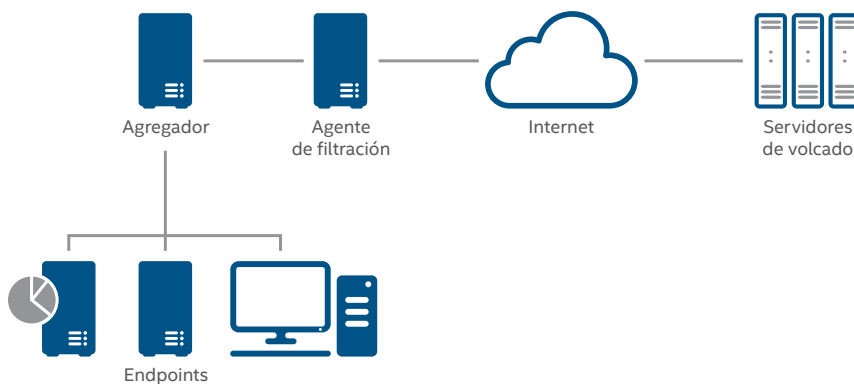 Agregador
Agente
de filtración
Internet
Servidores
de volcado
Endpoints